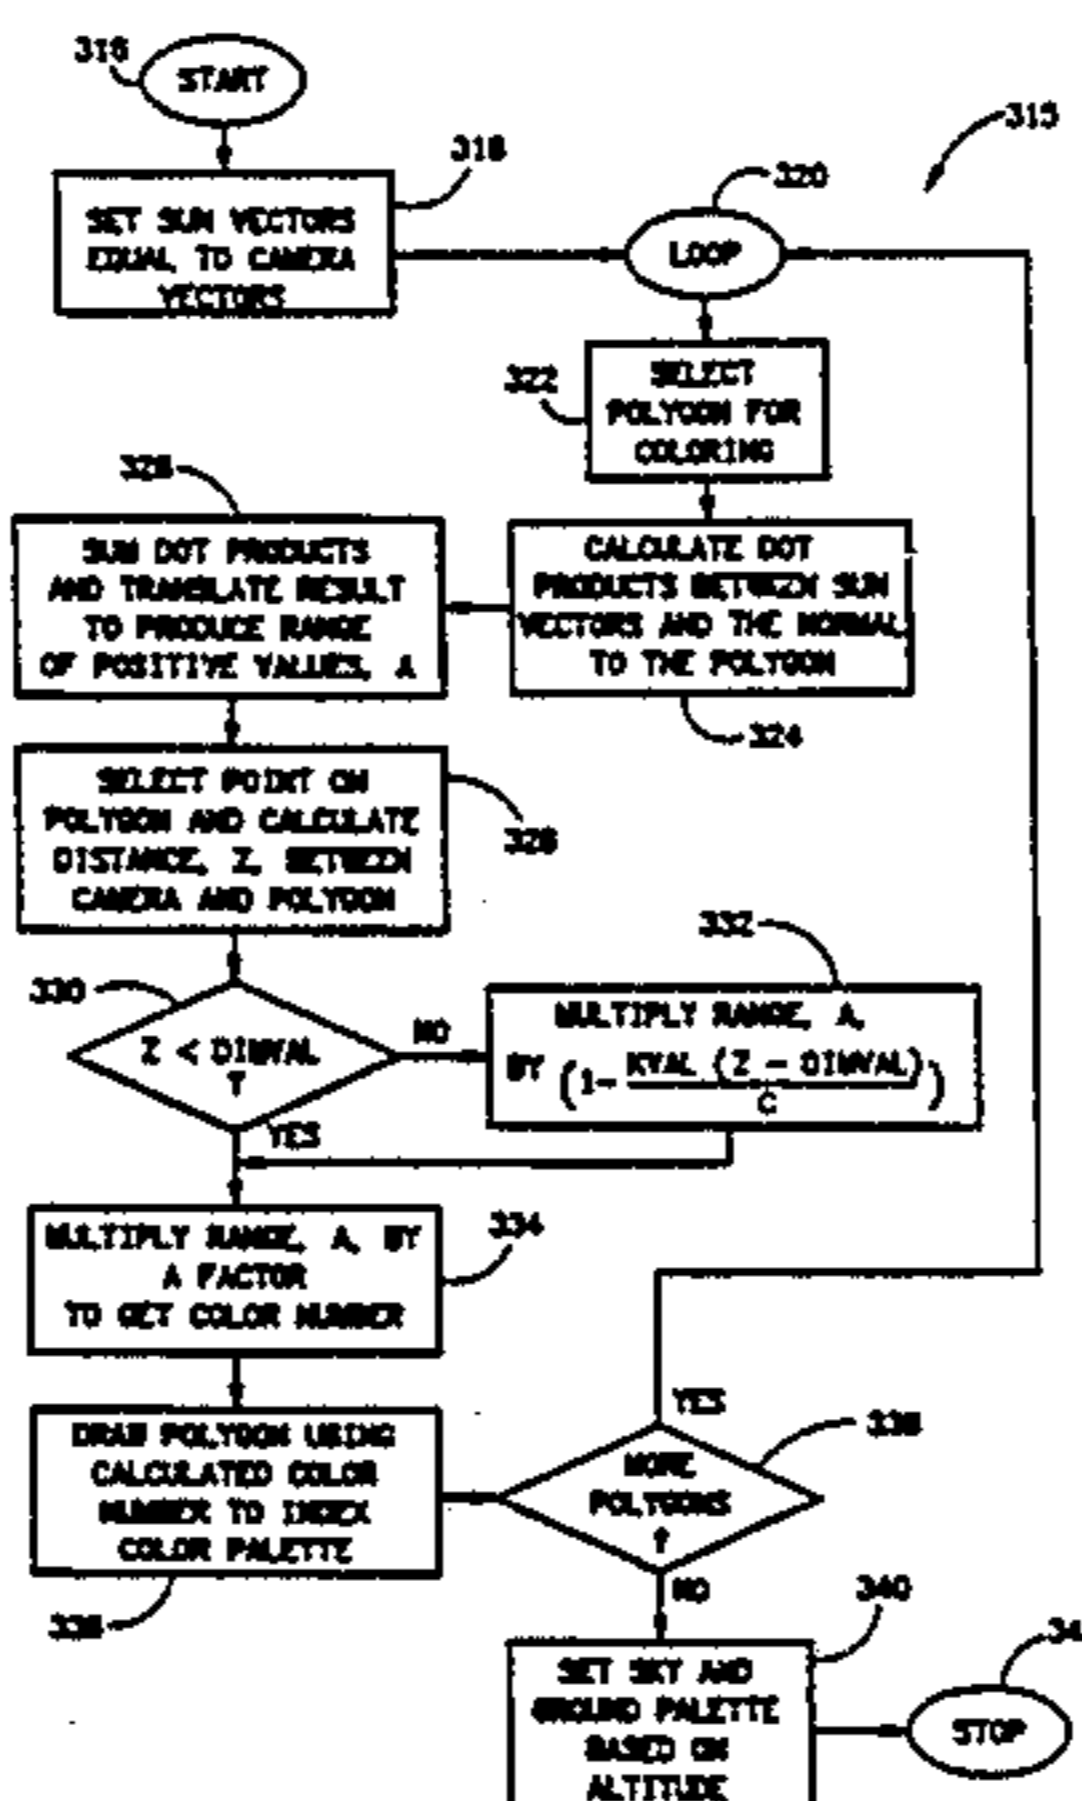 316
START
315
318
320
SET SUN VECTORS
EQUAL TO CAMERA
VECTORS
LOOP
322
SELECT
POLYGON FOR
COLORING
326
SUM DOT PRODUCTS
AND TRANSLATE RESULT
TO PRODUCE RANGE
OF POSITIVE VALUES, A
CALCULATE DOT
PRODUCTS BETWEEN SUN
VECTORS AND THE NORMAL
TO THE POLYGON
324
SELECT POINT ON
POLYGON AND CALCULATE
DISTANCE, Z, BETWEEN
CAMERA AND POLYGON
328
332
330
Z < DIMVAL
?
NO
YES
MULTIPLY RANGE, A,
BY (1- KVAL (Z - DIMVAL)
C )
MULTIPLY RANGE, A, BY
A FACTOR
TO GET COLOR NUMBER
334
DRAW POLYGON USING
CALCULATED COLOR
NUMBER TO INDEX
COLOR PALETTE
336
YES
MORE
POLYGONS
?
338
NO
340
SET SKY AND
GROUND PALETTE
BASED ON
ALTITUDE
34
STOP